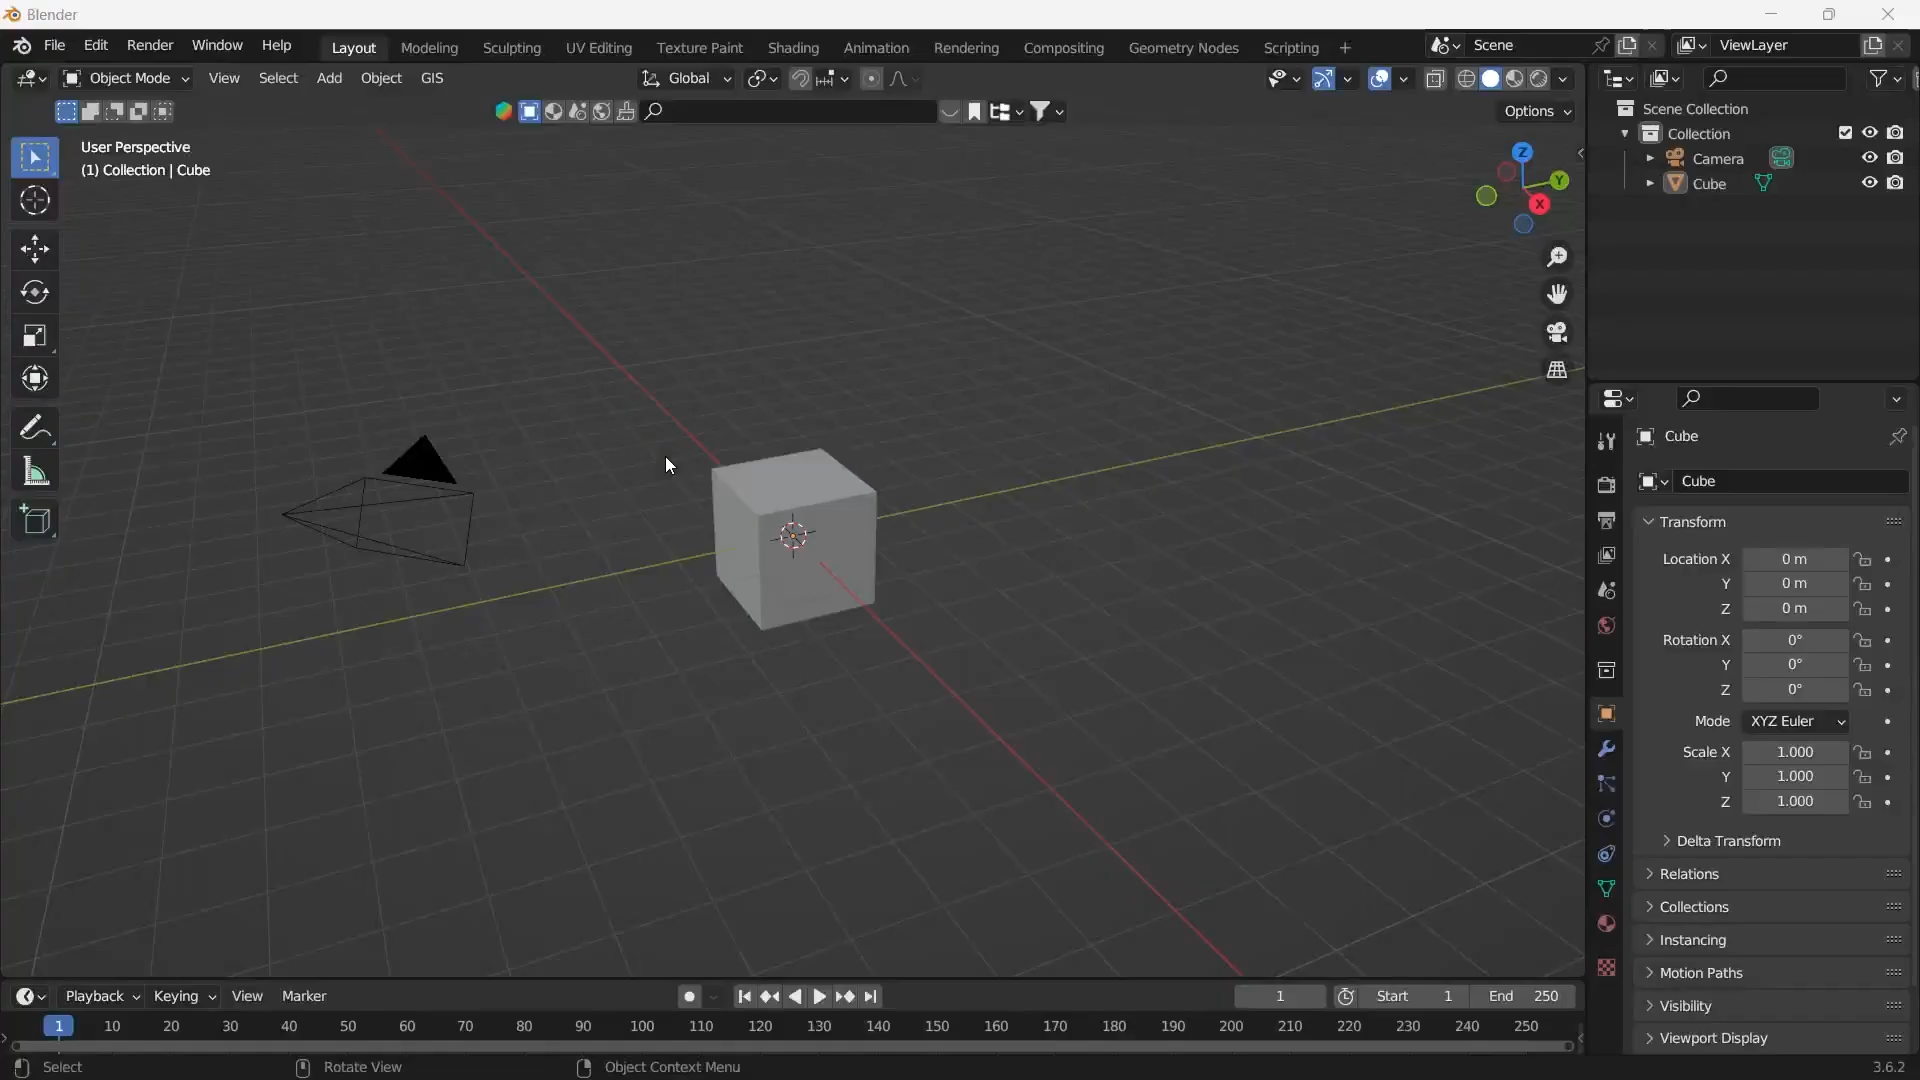 Blender
File Edit Render Window Help Layout Modeling Sculpting UV Editing Texture Paint Shading Animation Rendering Compositing Geometry Nodes Scripting + Scene ViewLayer
Object Mode View Select Add Object GIS Global
Options
User Perspective
(1) Collection | Cube
Z
Y
X
Scene Collection
Collection
Camera
Cube
Cube
Cube
Transform
Location X 0 m
Y 0 m
Z 0 m
Rotation X 0°
Y 0°
Z 0°
Mode XYZ Euler
Scale X 1.000
Y 1.000
Z 1.000
Delta Transform
Relations
Collections
Instancing
Motion Paths
Visibility
Viewport Display
Playback Keying View Marker 1 Start 1 End 250
1 10 20 30 40 50 60 70 80 90 100 110 120 130 140 150 160 170 180 190 200 210 220 230 240 250
Select Rotate View Object Context Menu 3.6.2